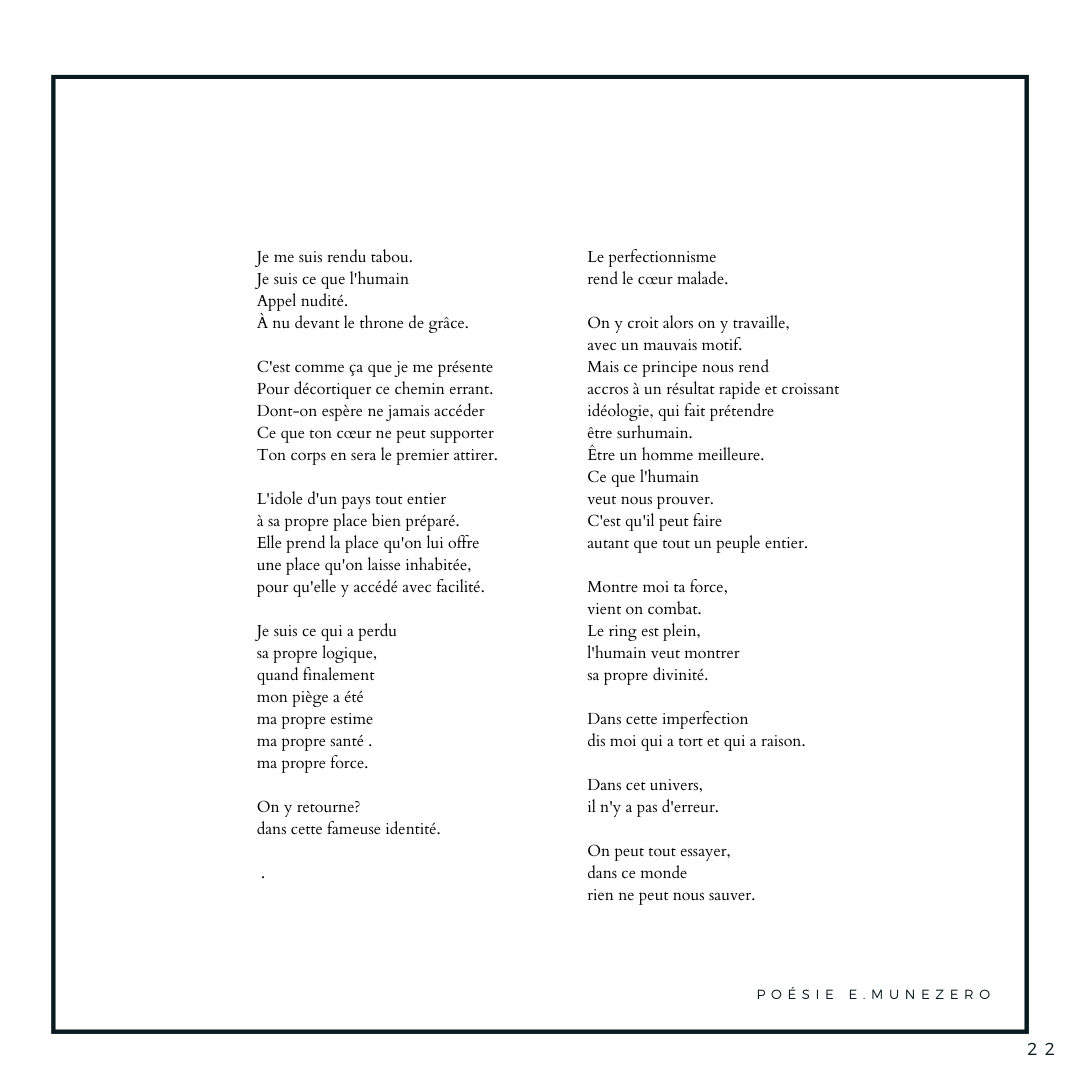 Je me suis rendu tabou.
Je suis ce que l'humain
Appel nudité.
À nu devant le throne de grâce.

C'est comme ça que je me présente
Pour décortiquer ce chemin errant.
Dont-on espère ne jamais accéder
Ce que ton cœur ne peut supporter
Ton corps en sera le premier attirer.

L'idole d'un pays tout entier
à sa propre place bien préparé.
Elle prend la place qu'on lui offre
une place qu'on laisse inhabitée,
pour qu'elle y accédé avec facilité.

Je suis ce qui a perdu
sa propre logique,
quand finalement
mon piège a été
ma propre estime
ma propre santé .
ma propre force.

On y retourne?
dans cette fameuse identité.

.

Le perfectionnisme
rend le cœur malade.

On y croit alors on y travaille,
avec un mauvais motif.
Mais ce principe nous rend
accros à un résultat rapide et croissant
idéologie, qui fait prétendre
être surhumain.
Être un homme meilleure.
Ce que l'humain
veut nous prouver.
C'est qu'il peut faire
autant que tout un peuple entier.

Montre moi ta force,
vient on combat.
Le ring est plein,
l'humain veut montrer
sa propre divinité.

Dans cette imperfection
dis moi qui a tort et qui a raison.

Dans cet univers,
il n'y a pas d'erreur.

On peut tout essayer,
dans ce monde
rien ne peut nous sauver.

POÉSIE E.MUNEZERO
22